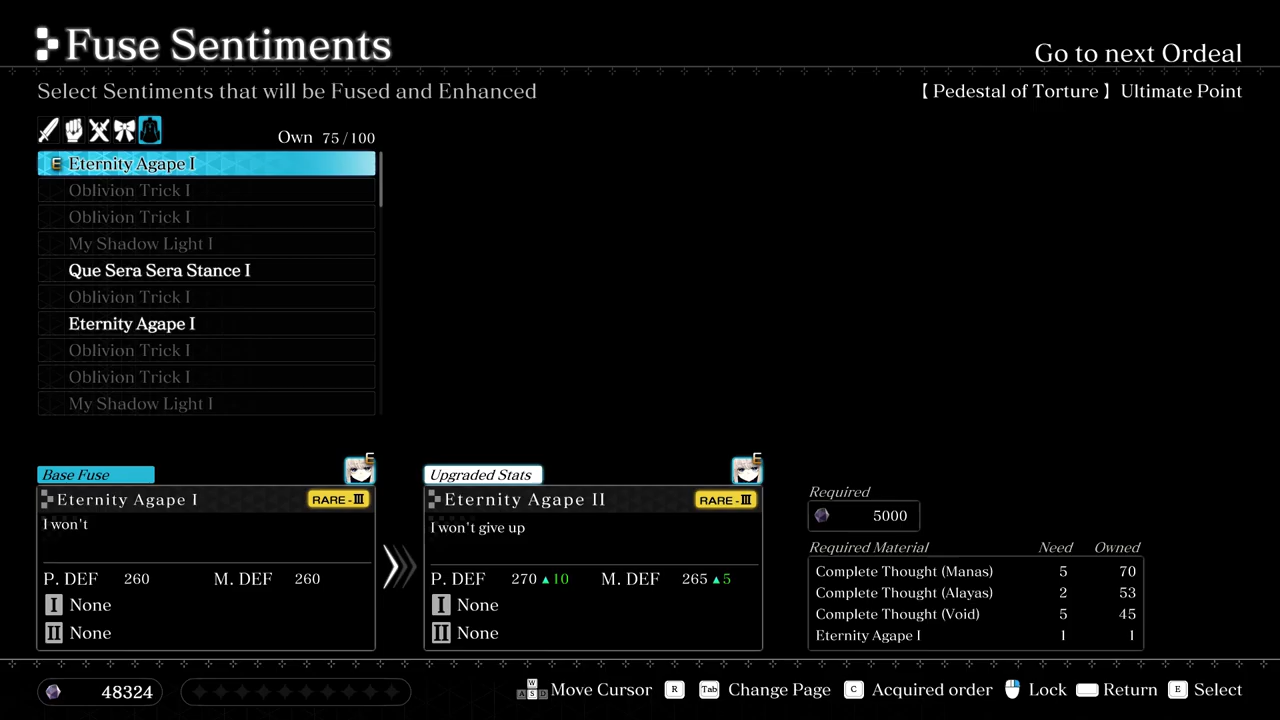 Fuse Sentiments
Go to next Ordeal
Select Sentiments that will be Fused and Enhanced
【 Pedestal of Torture 】 Ultimate Point
Own 75/100
E Eternity Agape I
Oblivion Trick I
Oblivion Trick I
My Shadow Light I
Que Sera Sera Stance I
Oblivion Trick I
Eternity Agape I
Oblivion Trick I
Oblivion Trick I
My Shadow Light I
Base Fuse
E
Eternity Agape I RARE-III
I won't
P. DEF 260 M. DEF 260
I None
II None
Upgraded Stats
E
Eternity Agape II RARE-III
I won't give up
P. DEF 270 ▲10 M. DEF 265 ▲5
I None
II None
Required
5000
Required Material Need Owned
Complete Thought (Manas) 5 70
Complete Thought (Alayas) 2 53
Complete Thought (Void) 5 45
Eternity Agape I 1 1
48324
W A S D Move Cursor R Tab Change Page C Acquired order Lock Return E Select